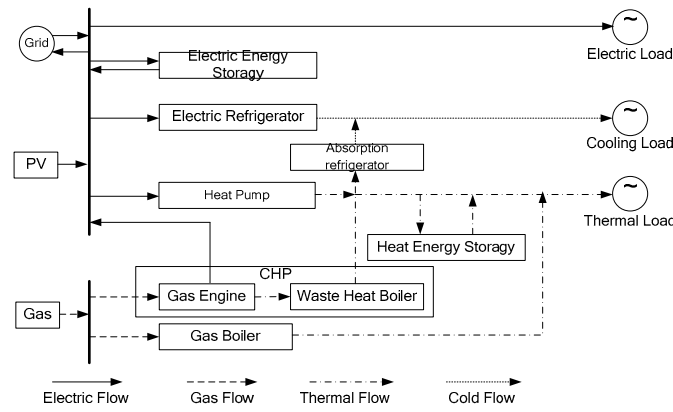 Grid
Electric Load
Electric Energy
Storagy
Electric Refrigerator
Cooling Load
Absorption
refrigerator
PV
Heat Pump
Thermal Load
Heat Energy Storagy
CHP
Gas Engine
Waste Heat Boiler
Gas
Gas Boiler
Electric Flow
Gas Flow
Thermal Flow
Cold Flow